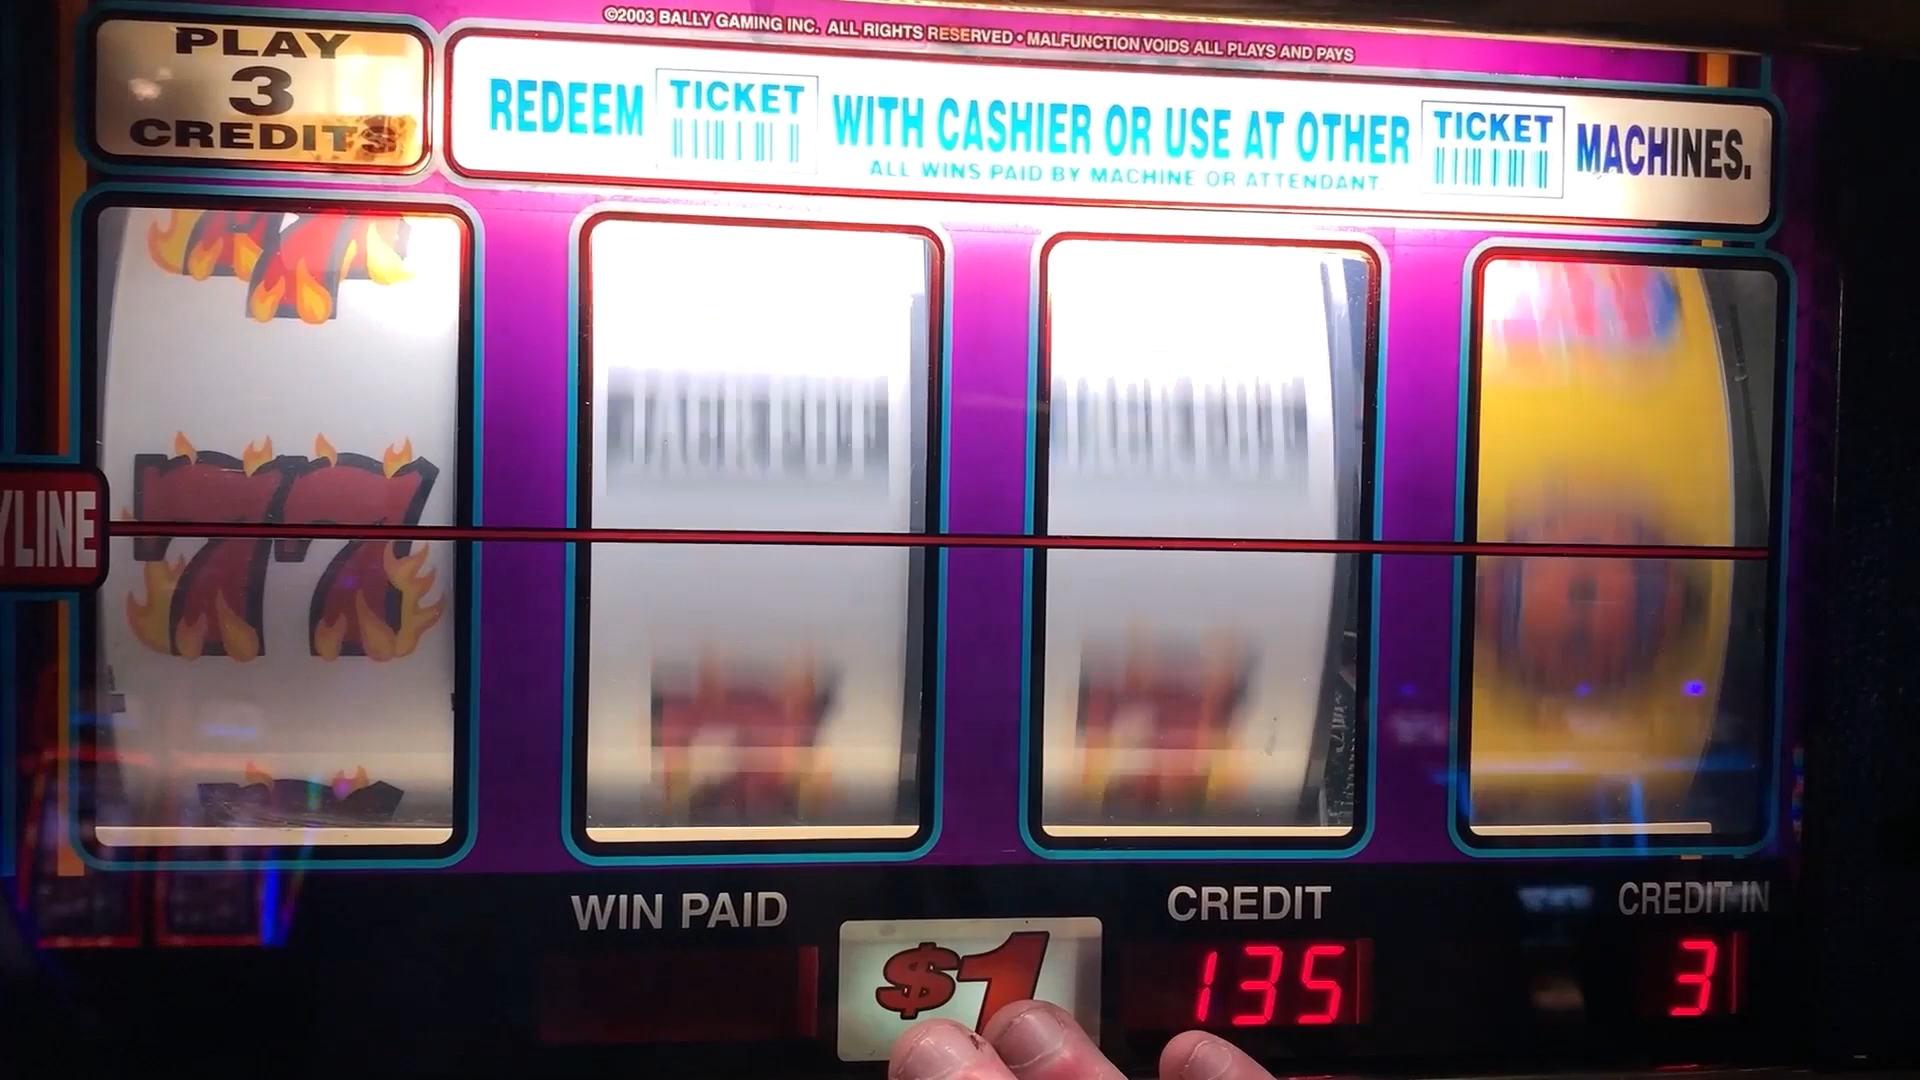 ©2003 BALLY GAMING INC. ALL RIGHTS RESERVED • MALFUNCTION VOIDS ALL PLAYS AND PAYS
PLAY
3
CREDITS
REDEEM TICKET WITH CASHIER OR USE AT OTHER TICKET MACHINES.
ALL WINS PAID BY MACHINE OR ATTENDANT.
77
YLINE
WIN PAID
CREDIT
CREDIT IN
$1
135
3